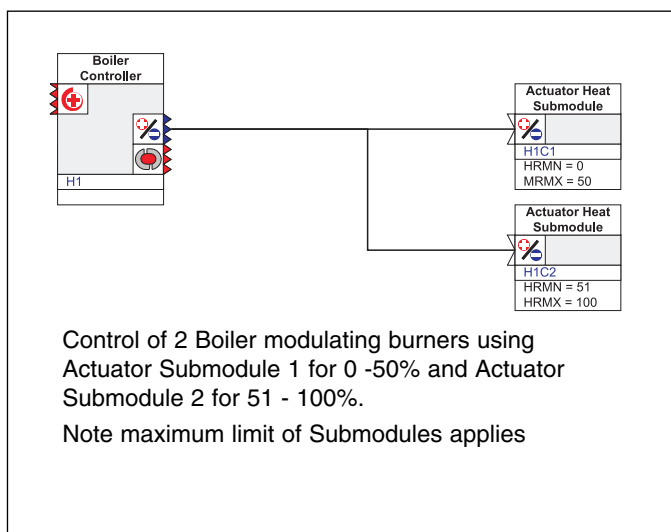 Boiler
Controller
H1
Actuator Heat
Submodule
H1C1
HRMN = 0
MRMX = 50
Actuator Heat
Submodule
H1C2
HRMN = 51
HRMX = 100
Control of 2 Boiler modulating burners using
Actuator Submodule 1 for 0 -50% and Actuator
Submodule 2 for 51 - 100%.
Note maximum limit of Submodules applies